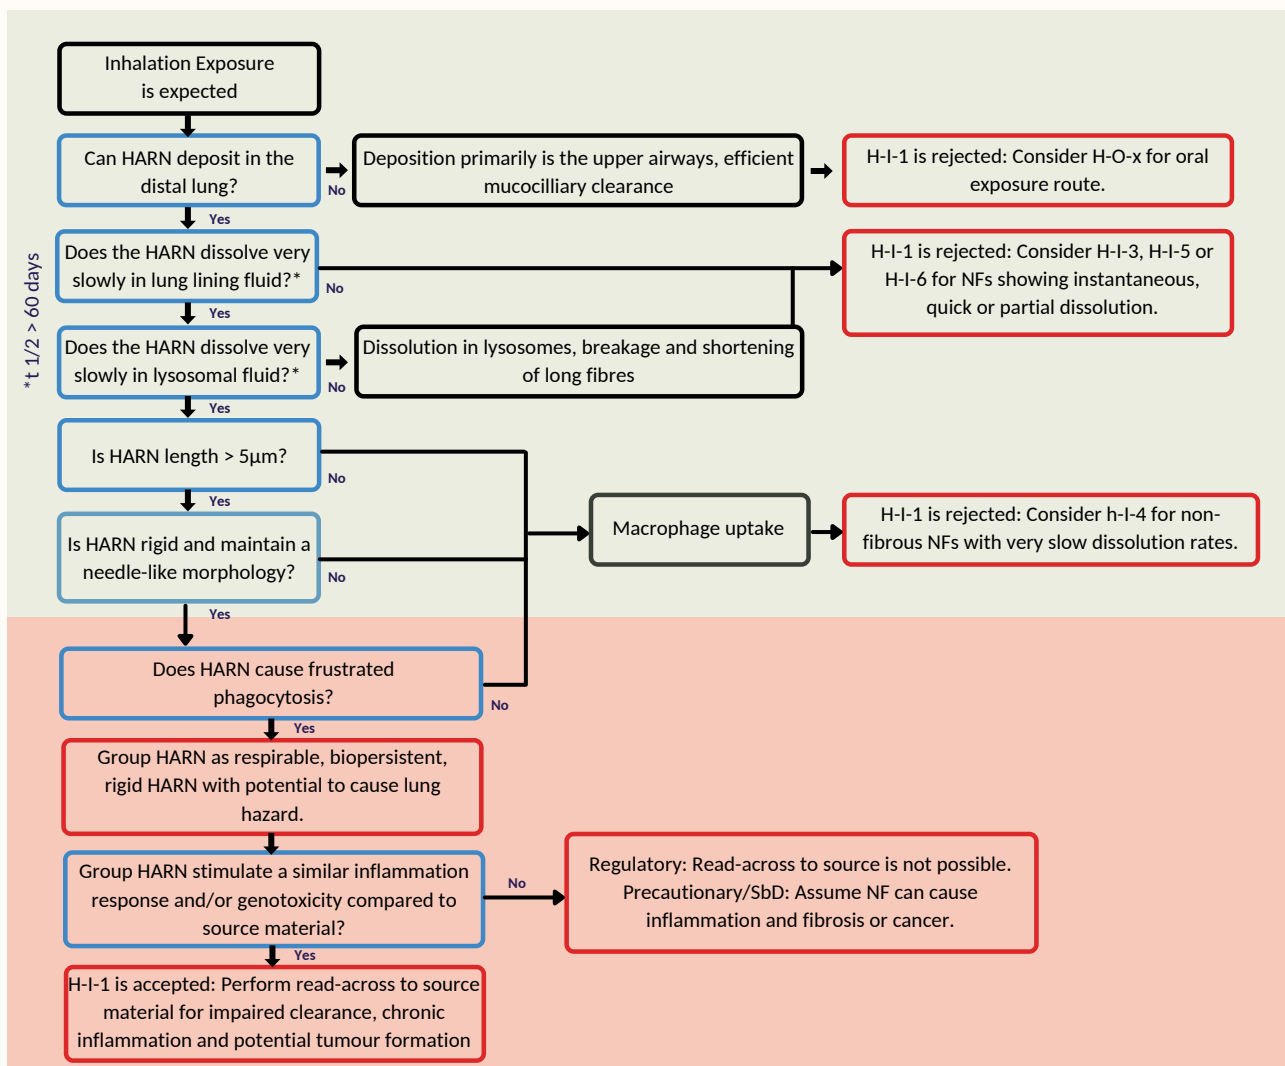 Inhalation Exposure
is expected
Can HARN deposit in the
distal lung?
No
Deposition primarily is the upper airways, efficient
mucocilliary clearance
H-I-1 is rejected: Consider H-O-x for oral
exposure route.
Yes
Does the HARN dissolve very
slowly in lung lining fluid?*
No
H-I-1 is rejected: Consider H-I-3, H-I-5 or
H-I-6 for NFs showing instantaneous,
quick or partial dissolution.
*t 1/2 > 60 days
Yes
Does the HARN dissolve very
slowly in lysosomal fluid?*
No
Dissolution in lysosomes, breakage and shortening
of long fibres
Yes
Is HARN length > 5µm?
No
Yes
Is HARN rigid and maintain a
needle-like morphology?
No
Macrophage uptake
H-I-1 is rejected: Consider h-I-4 for non-
fibrous NFs with very slow dissolution rates.
Yes
Does HARN cause frustrated
phagocytosis?
No
Yes
Group HARN as respirable, biopersistent,
rigid HARN with potential to cause lung
hazard.
Group HARN stimulate a similar inflammation
response and/or genotoxicity compared to
source material?
No
Regulatory: Read-across to source is not possible.
Precautionary/SbD: Assume NF can cause
inflammation and fibrosis or cancer.
Yes
H-I-1 is accepted: Perform read-across to source
material for impaired clearance, chronic
inflammation and potential tumour formation